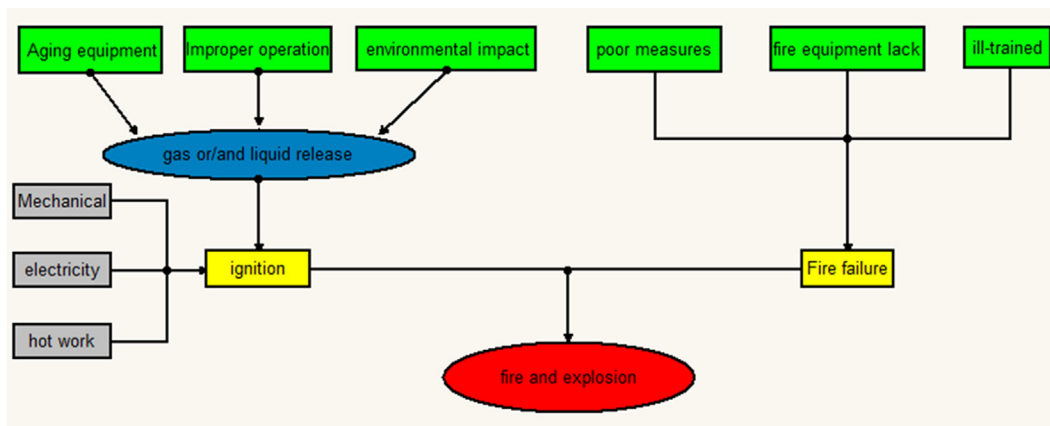 Aging equipment
Improper operation
environmental impact
poor measures
fire equipment lack
ill-trained
gas or/and liquid release
Mechanical
electricity
ignition
Fire failure
hot work
fire and explosion